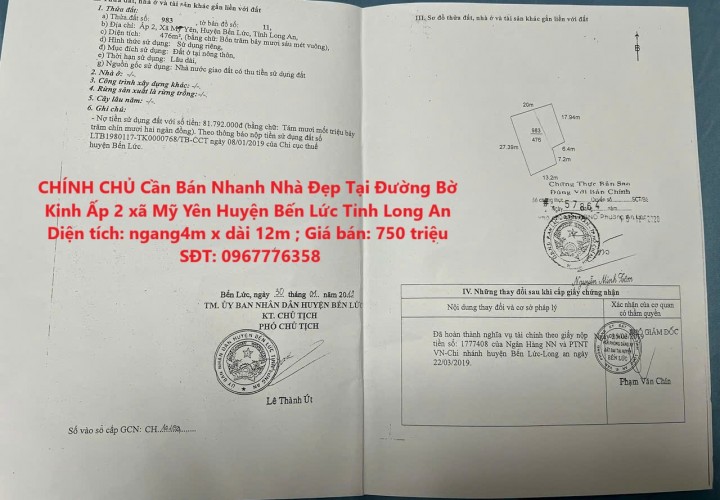 1. Thửa đất:
a) Thửa đất số: 983 , tờ bản đồ số: 11,
b) Địa chỉ: Ấp 2, Xã Mỹ Yên, Huyện Bến Lức, Tỉnh Long An,
c) Diện tích: 476m², (bằng chữ: Bốn trăm bảy mươi sáu mét vuông),
d) Hình thức sử dụng: Sử dụng riêng,
đ) Mục đích sử dụng: Đất ở tại nông thôn,
e) Thời hạn sử dụng: Lâu dài,
g) Nguồn gốc sử dụng: Nhà nước giao đất có thu tiền sử dụng đất
2. Nhà ở: -/-
3. Công trình xây dựng khác: -/-
4. Rừng sản xuất là rừng trồng: -/-
5. Cây lâu năm: -/-
6. Ghi chú:
- Nợ tiền sử dụng đất với số tiền: 81.792.000đ (bằng chữ: Tám mươi mốt triệu bảy
trăm chín mươi hai ngàn đồng). Theo thông báo nộp tiền sử dụng đất số
LTB1980117-TK0000768/TB-CCT ngày 08/01/2019 của Chi cục thuế
huyện Bến Lức.
CHÍNH CHỦ Cần Bán Nhanh Nhà Đẹp Tại Đường Bờ
Kinh Ấp 2 xã Mỹ Yên Huyện Bến Lức Tỉnh Long An
Diện tích: ngang4m x dài 12m ; Giá bán: 750 triệu
SĐT: 0967776358
Bến Lức, ngày 30 tháng 01 năm 2012
TM. ỦY BAN NHÂN DÂN HUYỆN BẾN LỨC
KT. CHỦ TỊCH
PHÓ CHỦ TỊCH
Lê Thành Út
Số vào sổ cấp GCN: CH
III. Sơ đồ thửa đất, nhà ở và tài sản khác gắn liền với đất
B
20m
17.94m
983
476
27.39m
6.4m
7.2m
13.2m
Chứng Thực Bản Sao
Đúng Với Bản Chính
57864
Nguyễn Minh
IV. Những thay đổi sau khi cấp giấy chứng nhận
Nội dung thay đổi và cơ sở pháp lý
Xác nhận của cơ quan
có thẩm quyền
Đã hoàn thành nghĩa vụ tài chính theo giấy nộp
tiền số: 1777408 của Ngân Hàng NN và PTNT
VN-Chi nhánh huyện Bến Lức-Long an ngày
22/03/2019.
GIÁM ĐỐC
BẾN LỨC
Phạm Văn Chín